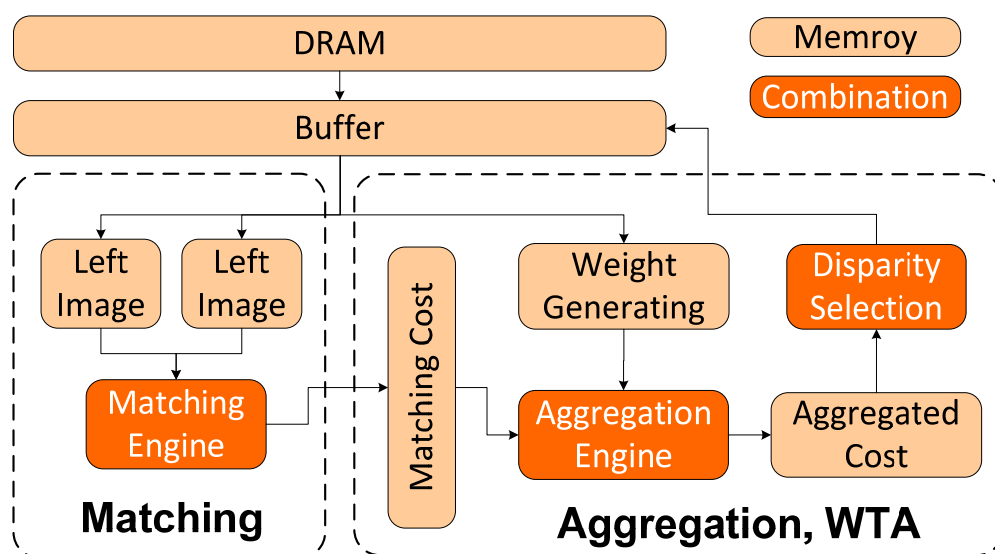 DRAM
Memroy
Combination
Buffer
Left
Image
Left
Image
Matching
Engine
Matching
Matching Cost
Weight
Generating
Disparity
Selection
Aggregation
Engine
Aggregated
Cost
Aggregation, WTA